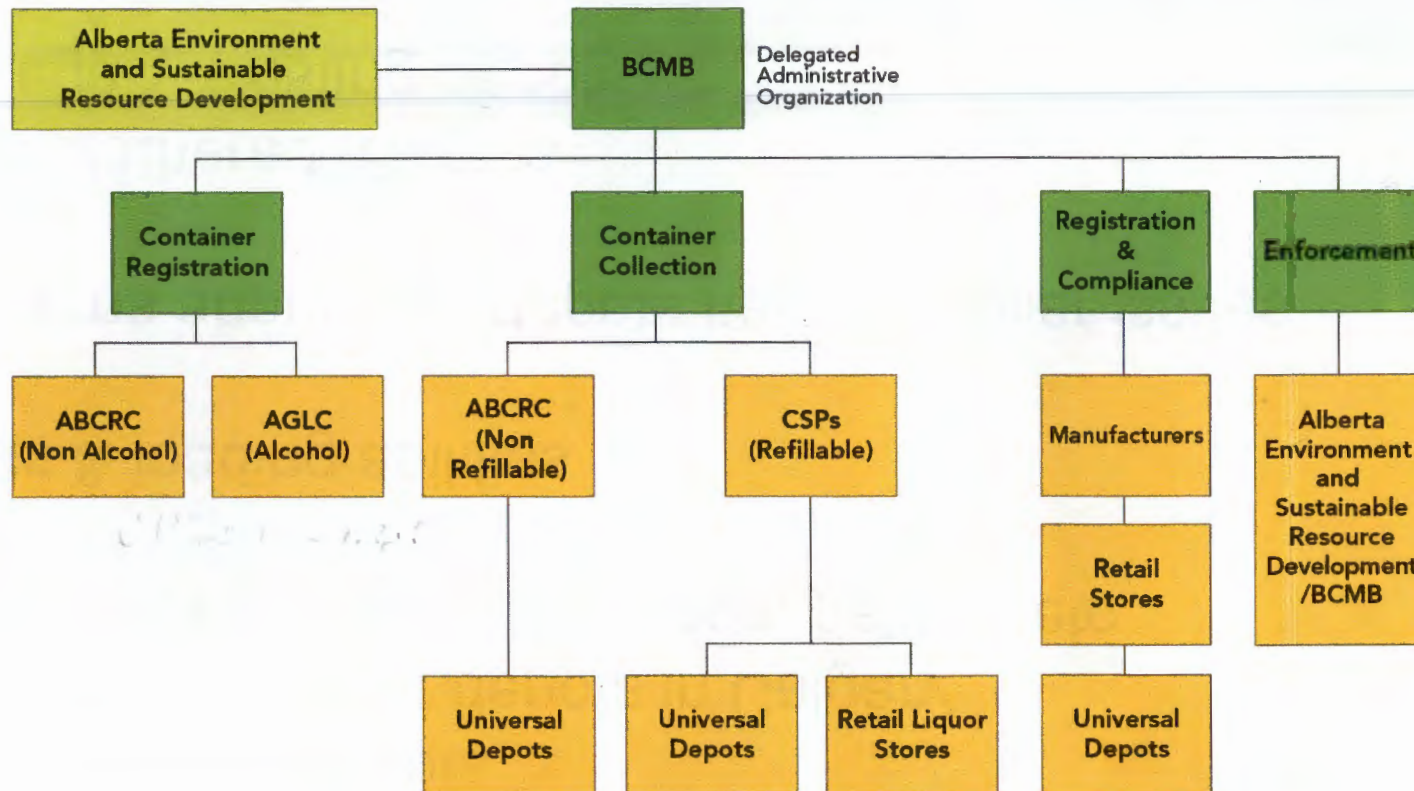 Alberta Environment
and Sustainable
Resource Development
BCMB
Delegated
Administrative
Organization
Container
Registration
Container
Collection
Registration
&
Compliance
Enforcement
ABCRC
(Non Alcohol)
AGLC
(Alcohol)
ABCRC
(Non
Refillable)
CSPs
(Refillable)
Manufacturers
Alberta
Environment
and
Sustainable
Resource
Development
/BCMB
Retail
Stores
Universal
Depots
Universal
Depots
Retail Liquor
Stores
Universal
Depots